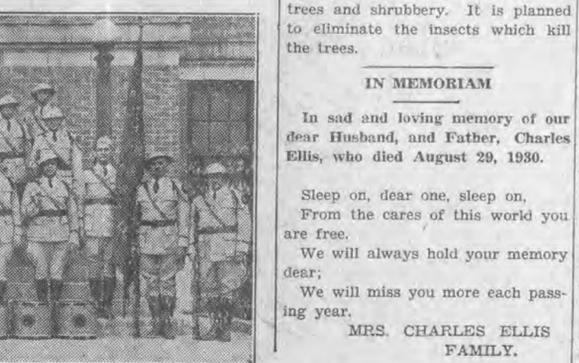 trees and shrubbery. It is planned
to eliminate the insects which kill
the trees.
IN MEMORIAM
In sad and loving memory of our
dear Husband, and Father, Charles
Ellis, who died August 29, 1930.
Sleep on, dear one, sleep on,
From the cares of this world you
are free.
We will always hold your memory
dear;
We will miss you more each pass-
ing year.
MRS. CHARLES ELLIS
FAMILY.